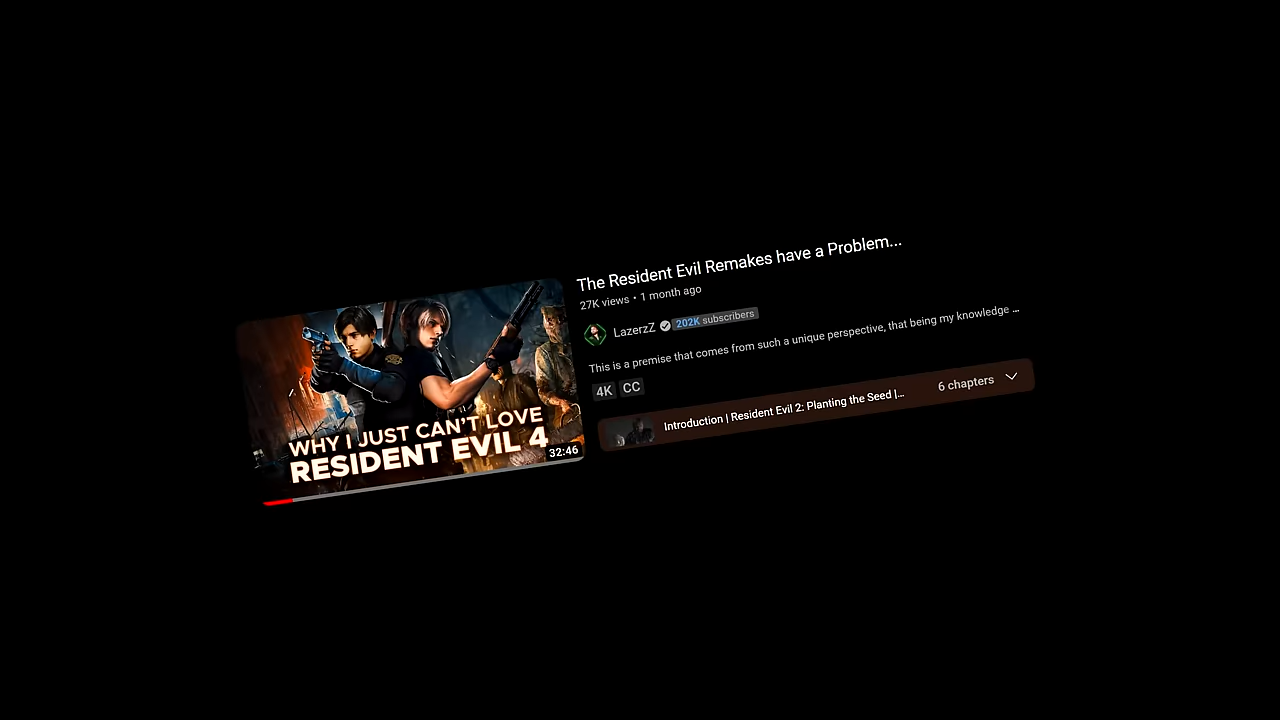 The Resident Evil Remakes have a Problem...
27K views • 1 month ago
LazerzZ 202K subscribers
This is a premise that comes from such a unique perspective, that being my knowledge ...
4K CC
Introduction | Resident Evil 2: Planting the Seed |... 6 chapters
WHY I JUST CAN'T LOVE
RESIDENT EVIL 4
32:46